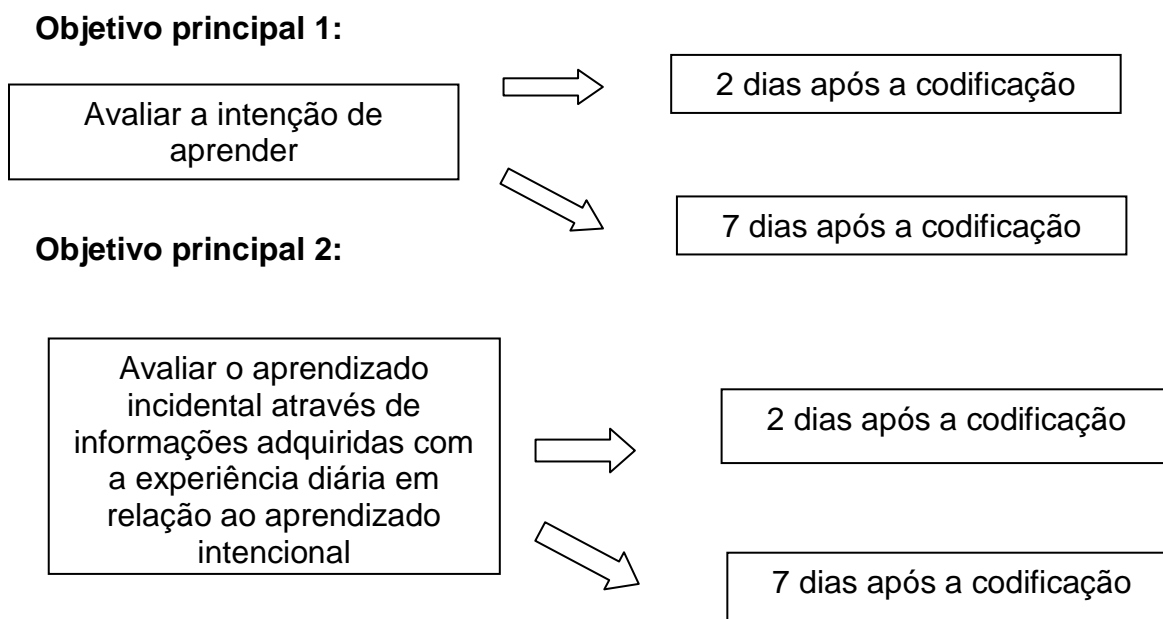 Objetivo principal 1:
Avaliar a intenção de
aprender
2 dias após a codificação
7 dias após a codificação
Objetivo principal 2:
Avaliar o aprendizado
incidental através de
informações adquiridas com
a experiência diária em
relação ao aprendizado
intencional
2 dias após a codificação
7 dias após a codificação